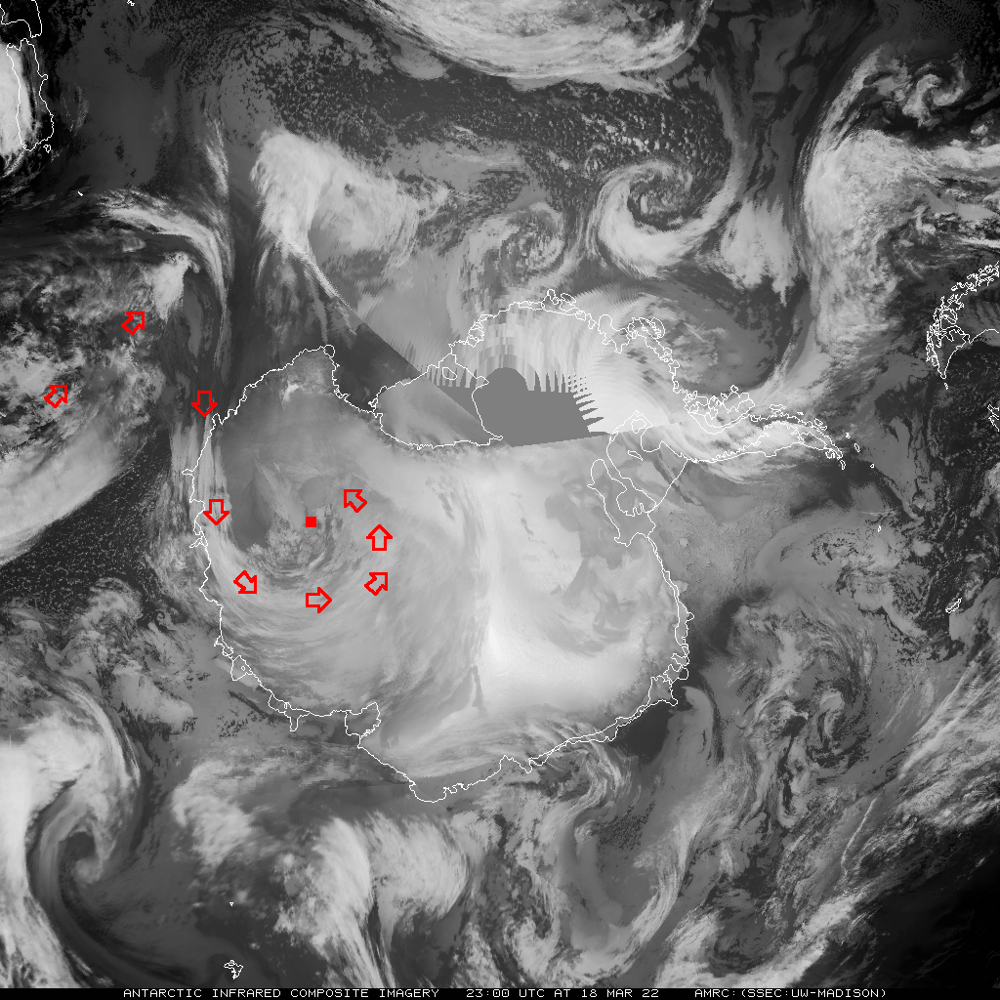 ANTARCTIC INFRARED COMPOSITE IMAGERY 23:00 UTC AT 18 MAR 22 AMRC:(SSEC:UW-MADISON)